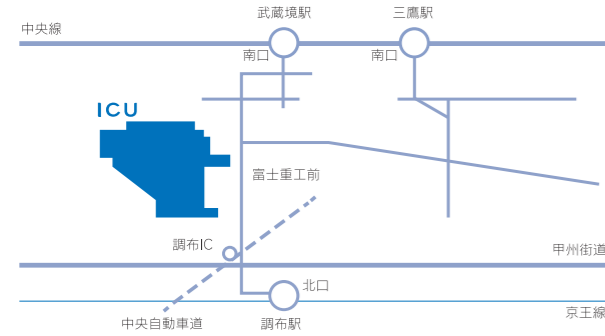 武蔵境駅
三鷹駅
中央線
南口
南口
ICU
富士重工前
調布IC
甲州街道
北口
京王線
中央自動車道
調布駅